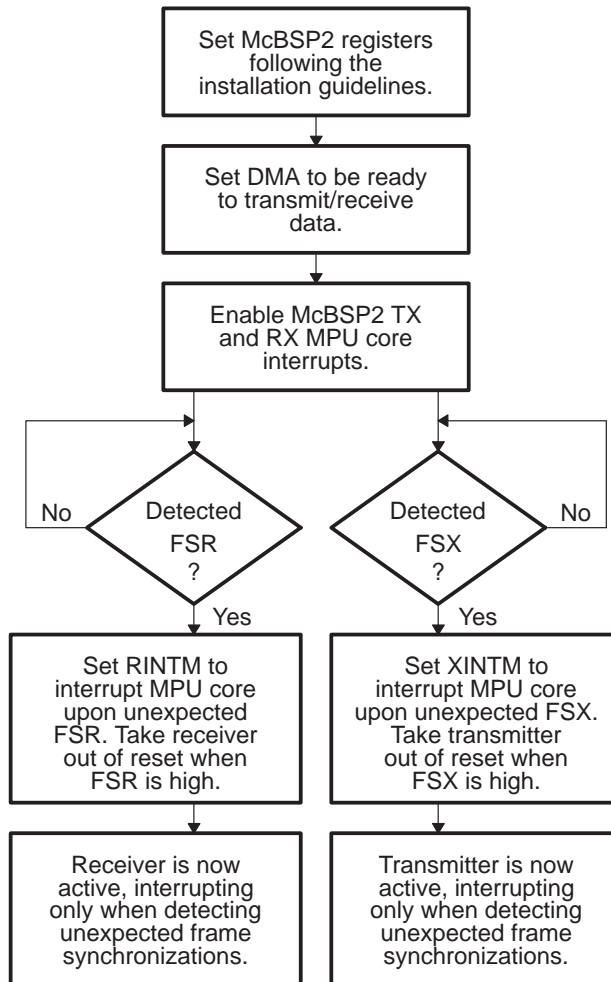 Set McBSP2 registers
following the
installation guidelines.
Set DMA to be ready
to transmit/receive
data.
Enable McBSP2 TX
and RX MPU core
interrupts.
No
Detected
FSR
?
Yes
Detected
FSX
?
No
Yes
Set RINTM to
interrupt MPU core
upon unexpected
FSR. Take receiver
out of reset when
FSR is high.
Set XINTM to
interrupt MPU core
upon unexpected FSX.
Take transmitter
out of reset when
FSX is high.
Receiver is now
active, interrupting
only when detecting
unexpected frame
synchronizations.
Transmitter is now
active, interrupting
only when detecting
unexpected frame
synchronizations.